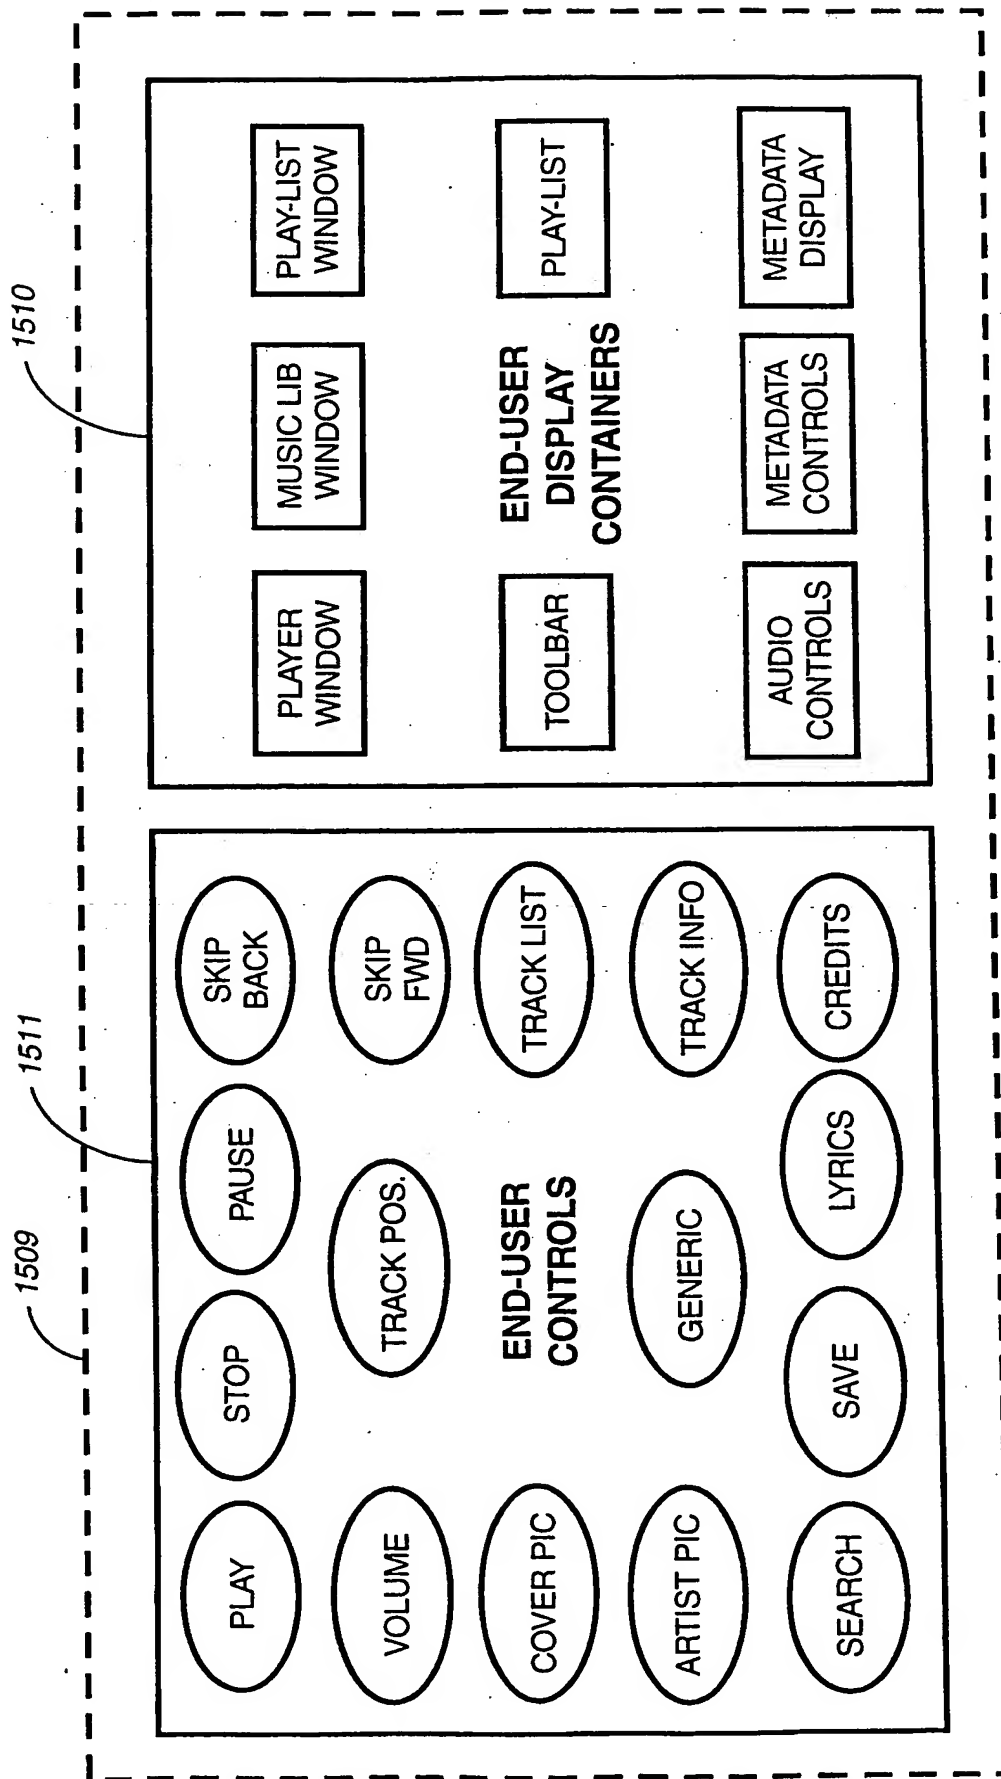 1509
1511
1510
PLAY
STOP
PAUSE
SKIP
BACK
VOLUME
TRACK POS.
SKIP
FWD
COVER PIC
END-USER
CONTROLS
TRACK LIST
ARTIST PIC
GENERIC
TRACK INFO
SEARCH
SAVE
LYRICS
CREDITS
PLAYER
WINDOW
MUSIC LIB
WINDOW
PLAY-LIST
WINDOW
TOOLBAR
END-USER
DISPLAY
CONTAINERS
PLAY-LIST
AUDIO
CONTROLS
METADATA
CONTROLS
METADATA
DISPLAY